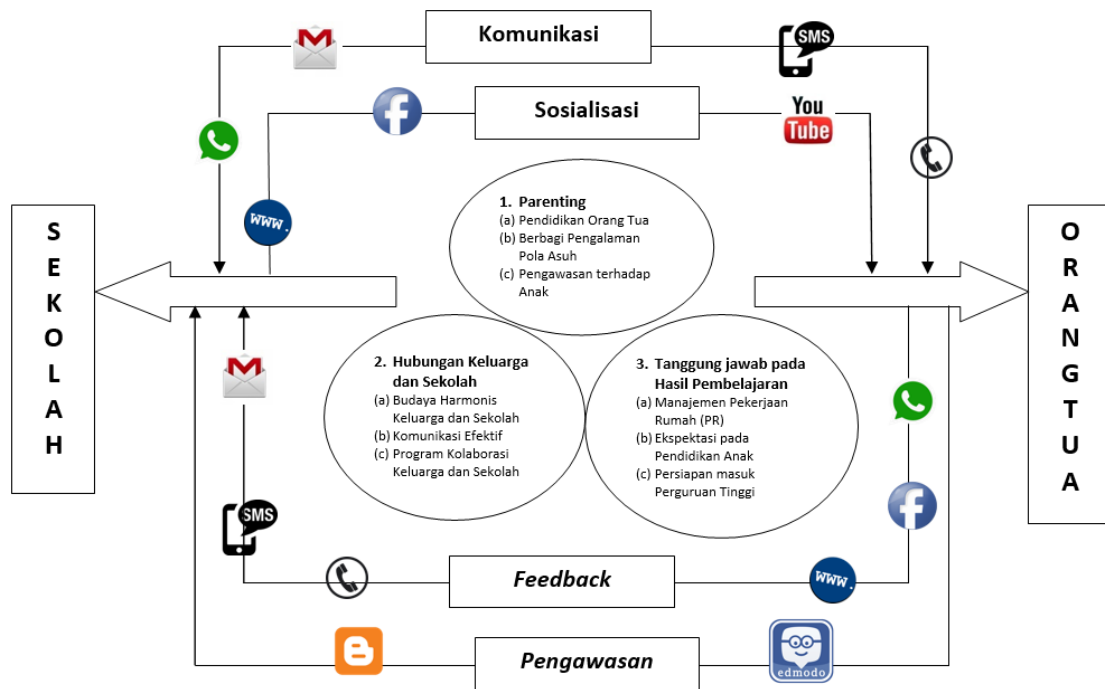 Komunikasi
SMS
Sosialisasi
You
Tube
www.
SEKOLAH
ORANGTUA
1. Parenting
(a) Pendidikan Orang Tua
(b) Berbagi Pengalaman
Pola Asuh
(c) Pengawasan terhadap
Anak
2. Hubungan Keluarga
dan Sekolah
(a) Budaya Harmonis
Keluarga dan Sekolah
(b) Komunikasi Efektif
(c) Program Kolaborasi
Keluarga dan Sekolah
3. Tanggung jawab pada
Hasil Pembelajaran
(a) Manajemen Pekerjaan
Rumah (PR)
(b) Ekspektasi pada
Pendidikan Anak
(c) Persiapan masuk
Perguruan Tinggi
SMS
Feedback
www.
Pengawasan
edmodo